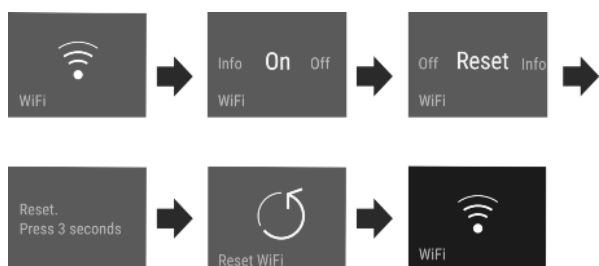 WiFi
Info On Off
WiFi
Off Reset Info
WiFi
Reset.
Press 3 seconds
Reset WiFi
WiFi